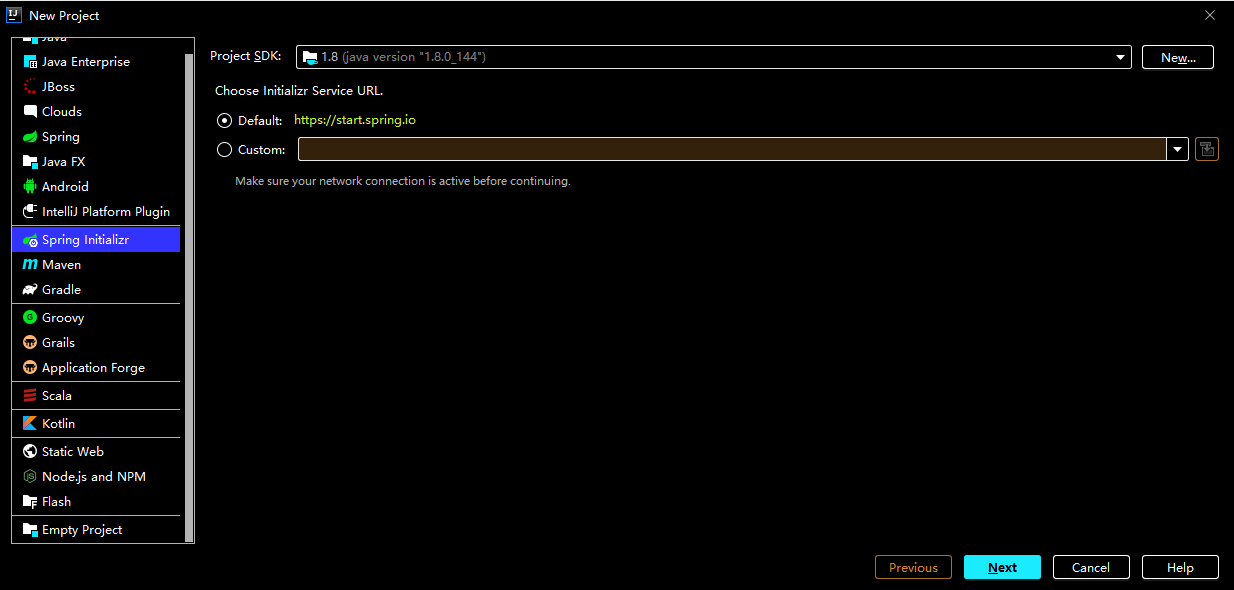 New Project
Java
Java Enterprise
JBoss
Clouds
Spring
Java FX
Android
IntelliJ Platform Plugin
Spring Initializr
Maven
Gradle
Groovy
Grails
Application Forge
Scala
Kotlin
Static Web
Node.js and NPM
Flash
Empty Project
Project SDK: 1.8 (java version "1.8.0_144") New...
Choose Initializr Service URL.
Default: https://start.spring.io
Custom:
Make sure your network connection is active before continuing.
Previous Next Cancel Help